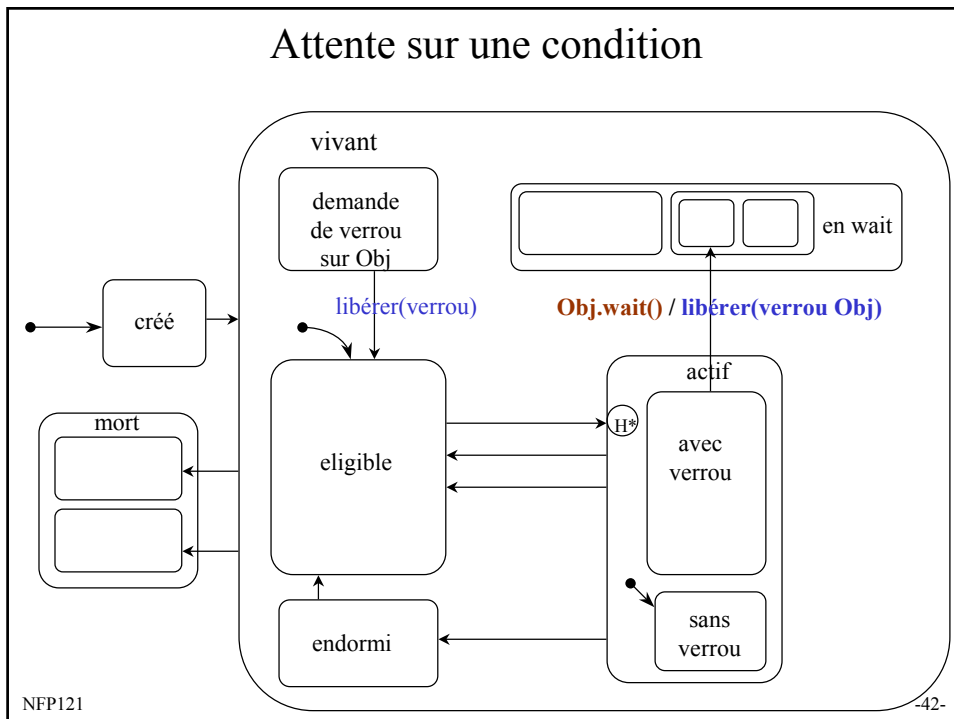 Attente sur une condition
vivant
demande
de verrou
sur Obj
en wait
libérer(verrou)
Obj.wait() / libérer(verrou Obj)
créé
actif
mort
H*
avec
verrou
eligible
endormi
sans
verrou
NFP121
-42-